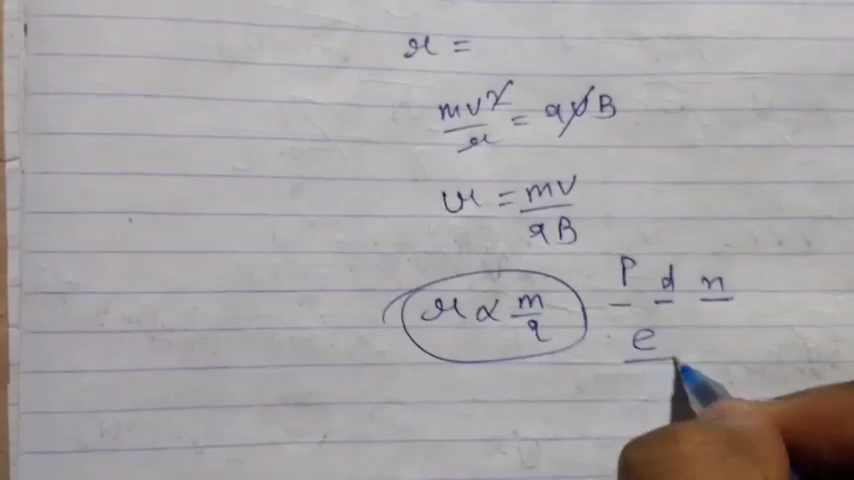 r =
mv²/r = qvB
r = mv/qB
r ∝ m/q P d n
e